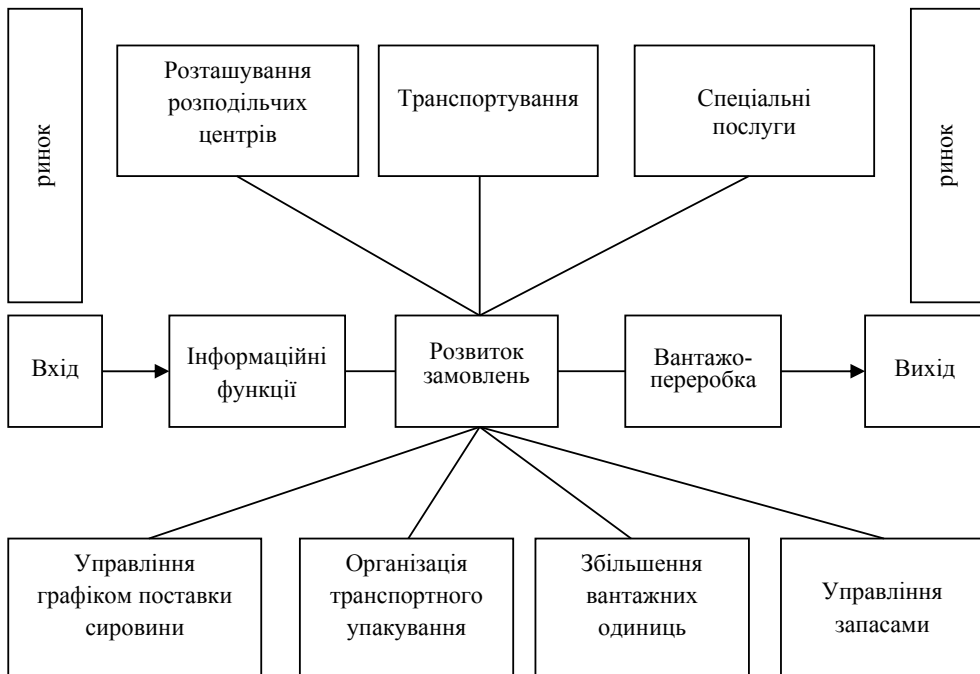 ринок
Розташування
розподільчих
центрів
Транспортування
Спеціальні
послуги
ринок
Вхід
Інформаційні
функції
Розвиток
замовлень
Вантажо-
переробка
Вихід
Управління
графіком поставки
сировини
Організація
транспортного
упакування
Збільшення
вантажних
одиниць
Управління
запасами